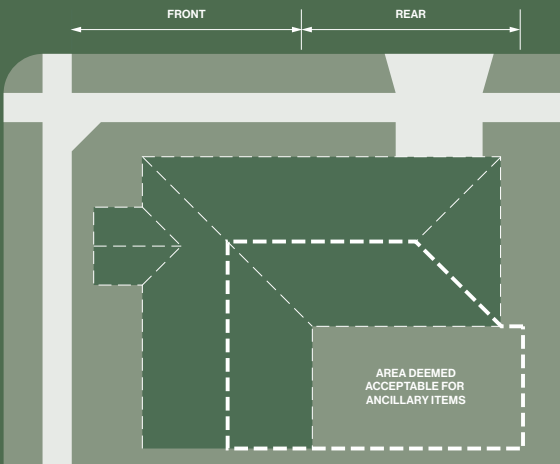 FRONT
REAR
AREA DEEMED
ACCEPTABLE FOR
ANCILLARY ITEMS